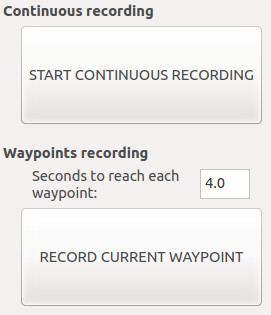 Continuous recording
START CONTINUOUS RECORDING
Waypoints recording
Seconds to reach each
waypoint:
4.0
RECORD CURRENT WAYPOINT